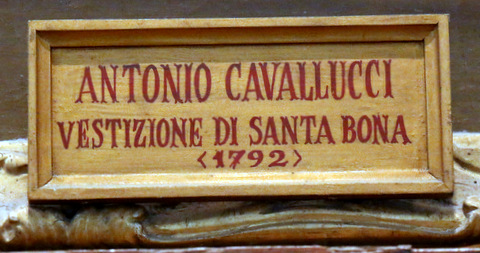 ANTONIO CAVALLUCCI
VESTIZIONE DI SANTA BONA
<1792>